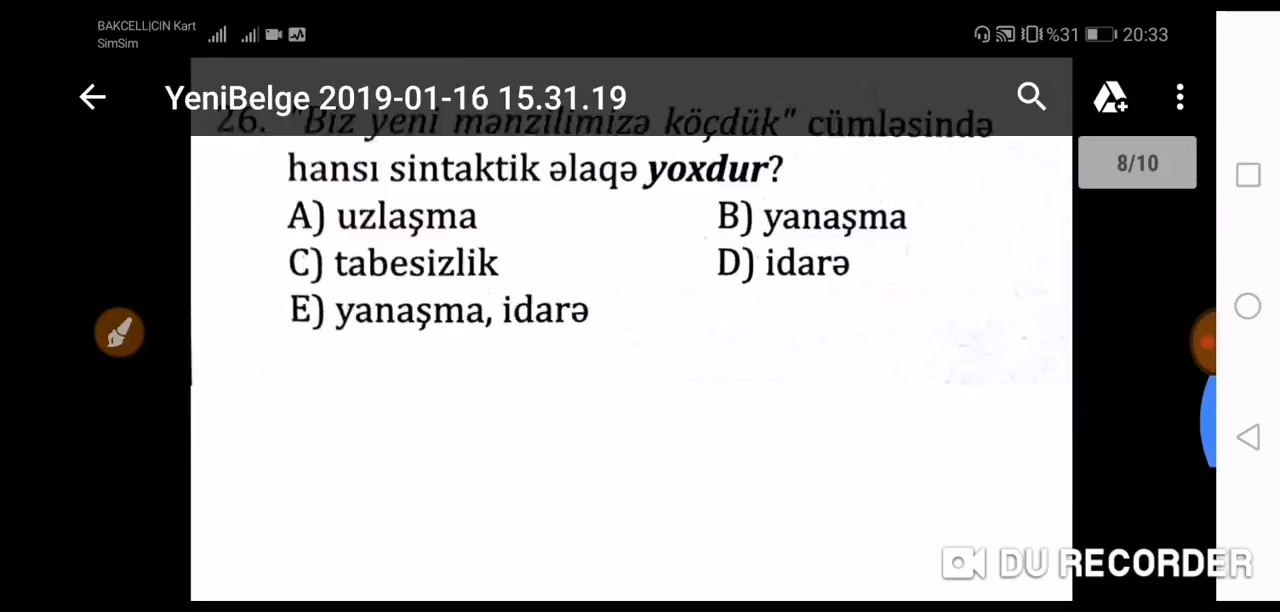 BAKCELL|CIN Kart
SimSim
%31 20:33
YeniBelge 2019-01-16 15.31.19
26. "Biz yeni mənzilimizə köçdük" cümləsində
8/10
hansı sintaktik əlaqə yoxdur?
A) uzlaşma B) yanaşma
C) tabesizlik D) idarə
E) yanaşma, idarə
DU RECORDER